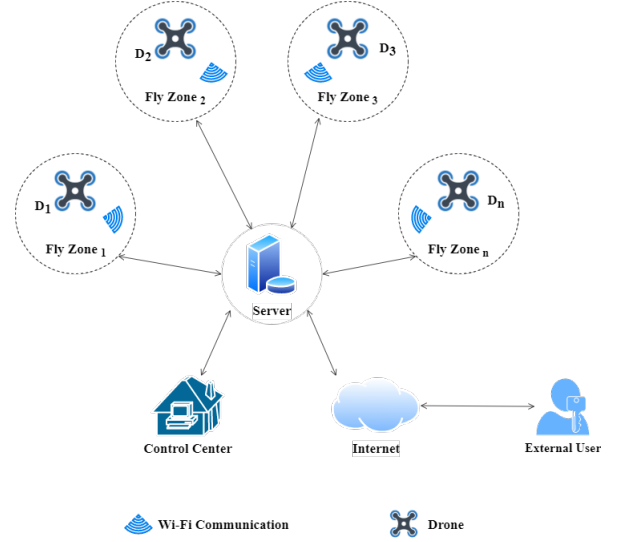 D2
D3
Fly Zone 2
Fly Zone 3
D1
Dn
Fly Zone 1
Fly Zone n
Server
Control Center
Internet
External User
Wi-Fi Communication
Drone